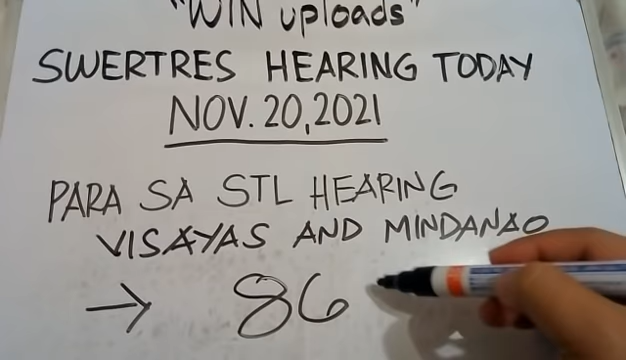 "WIN uploads"
SWERTRES HEARING TODAY
NOV. 20, 2021
PARA SA STL HEARING
VISAYAS AND MINDANAO
→ 86